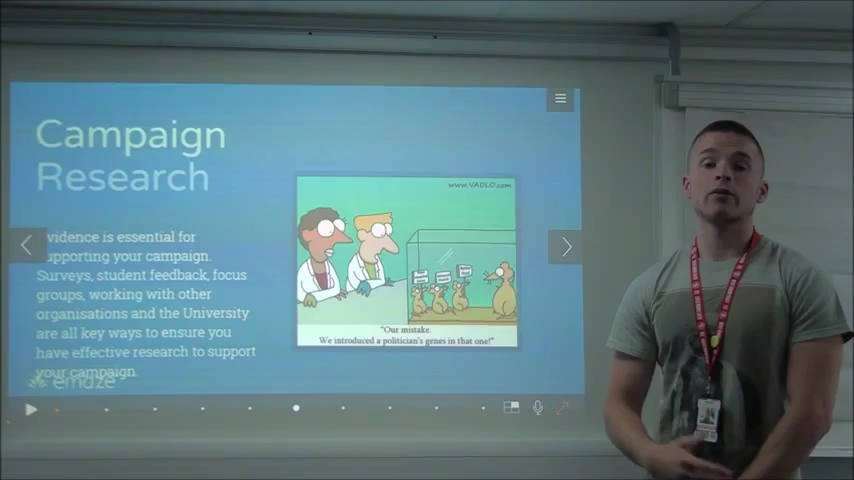 Campaign
Research
vidence is essential for
upporting your campaign.
Surveys, student feedback, focus
groups, working with other
organisations and the University
are all key ways to ensure you
have effective research to support
your campaign.
emaze
www.VADLO.com
"Our mistake.
We introduced a politician's genes in that one!"